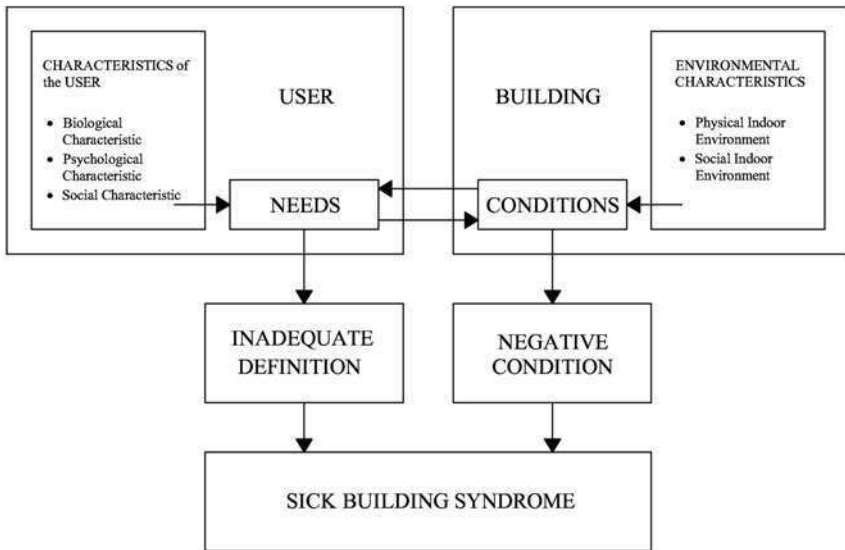 CHARACTERISTICS of
the USER
• Biological
Characteristic
• Psychological
Characteristic
• Social Characteristic
USER
NEEDS
BUILDING
CONDITIONS
ENVIRONMENTAL
CHARACTERISTICS
• Physical Indoor
Environment
• Social Indoor
Environment
INADEQUATE
DEFINITION
NEGATIVE
CONDITION
SICK BUILDING SYNDROME